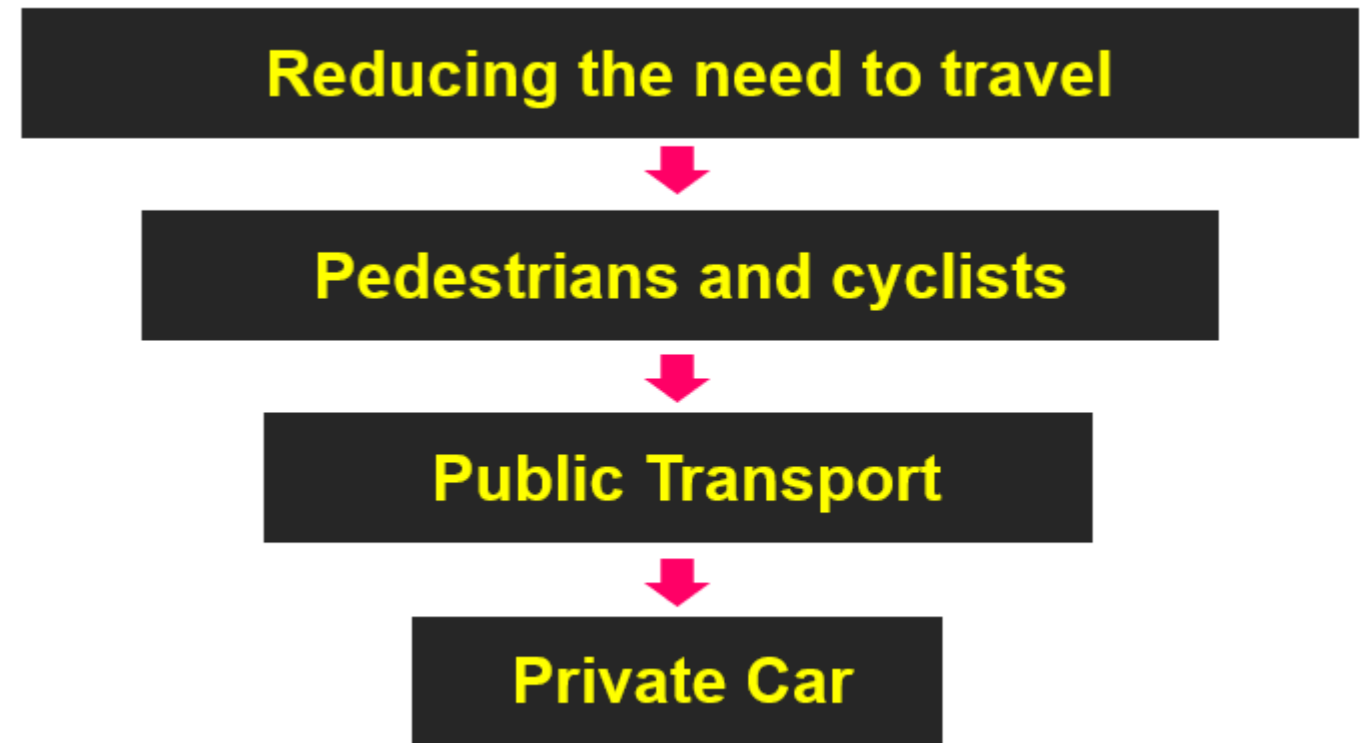 Reducing the need to travel
Pedestrians and cyclists
Public Transport
Private Car